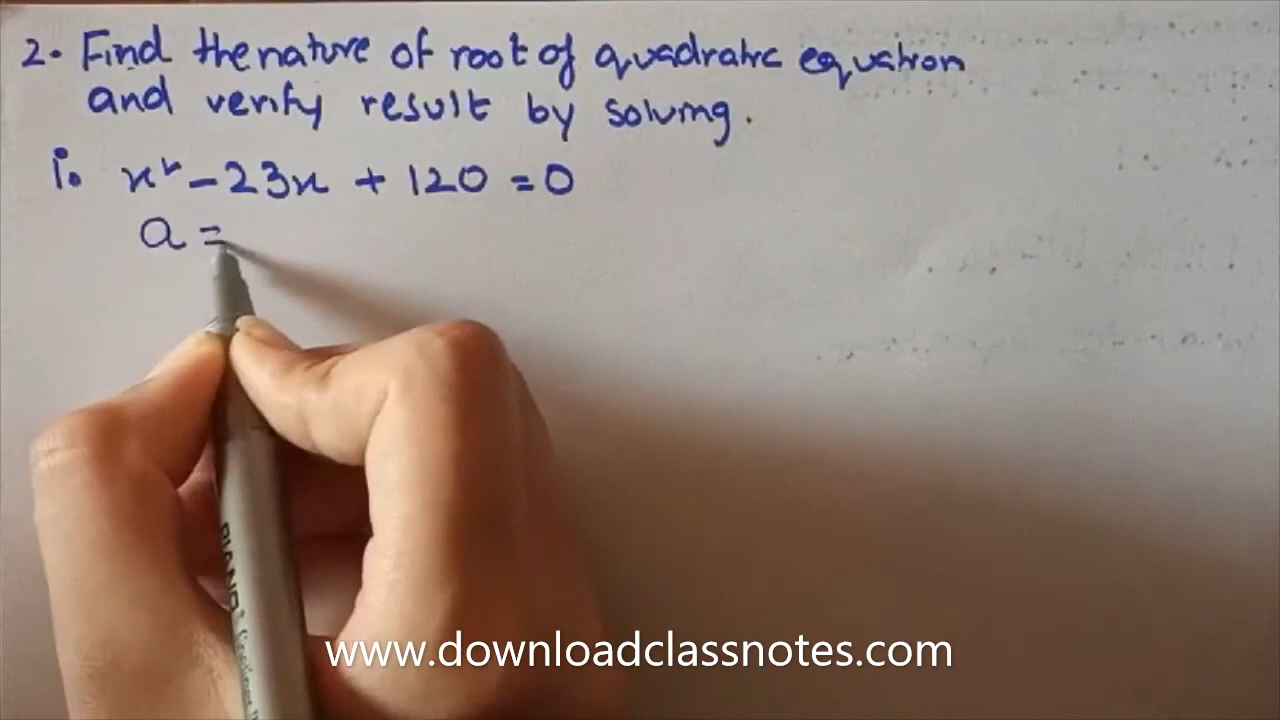 2. Find the nature of root of quadratic equation
and verify result by solving.
i. x² - 23x + 120 = 0
a =
PIANO
www.downloadclassnotes.com